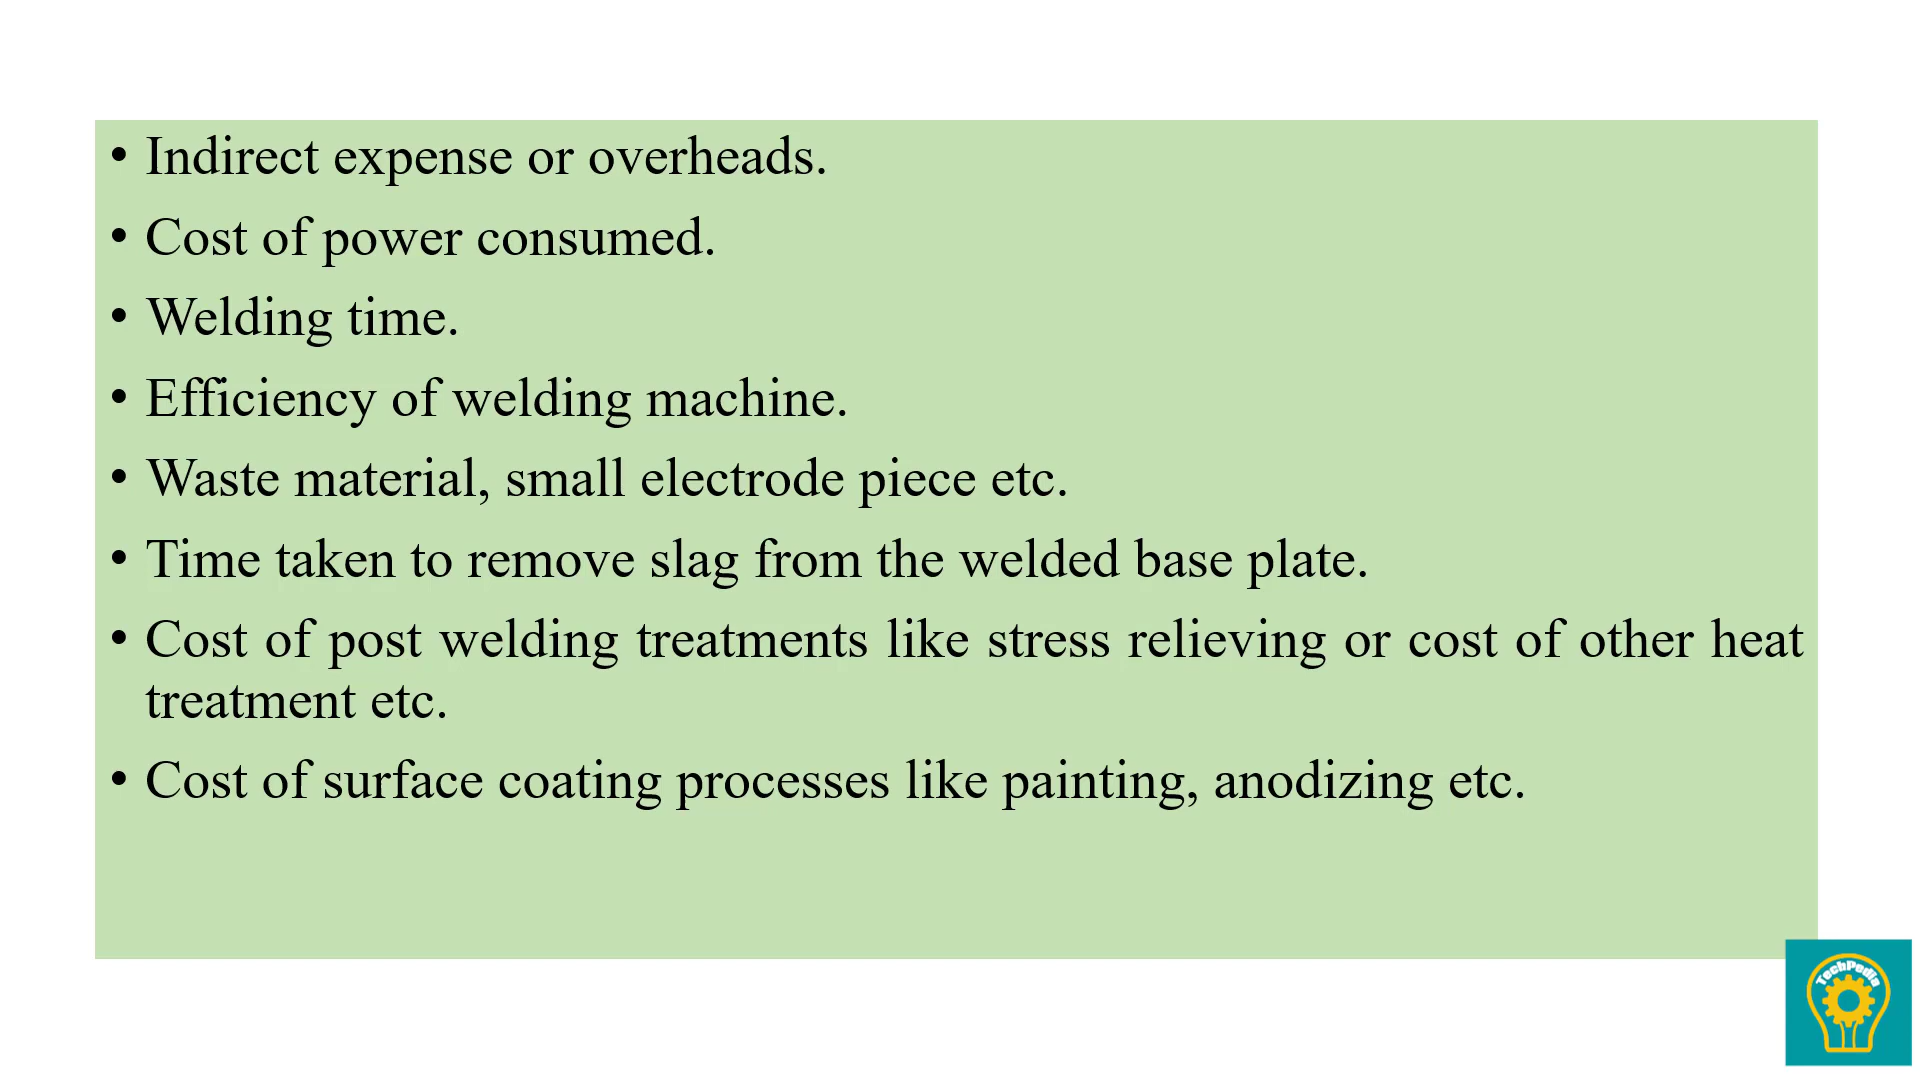 • Indirect expense or overheads.
• Cost of power consumed.
• Welding time.
• Efficiency of welding machine.
• Waste material, small electrode piece etc.
• Time taken to remove slag from the welded base plate.
• Cost of post welding treatments like stress relieving or cost of other heat
treatment etc.
• Cost of surface coating processes like painting, anodizing etc.
TechPedia